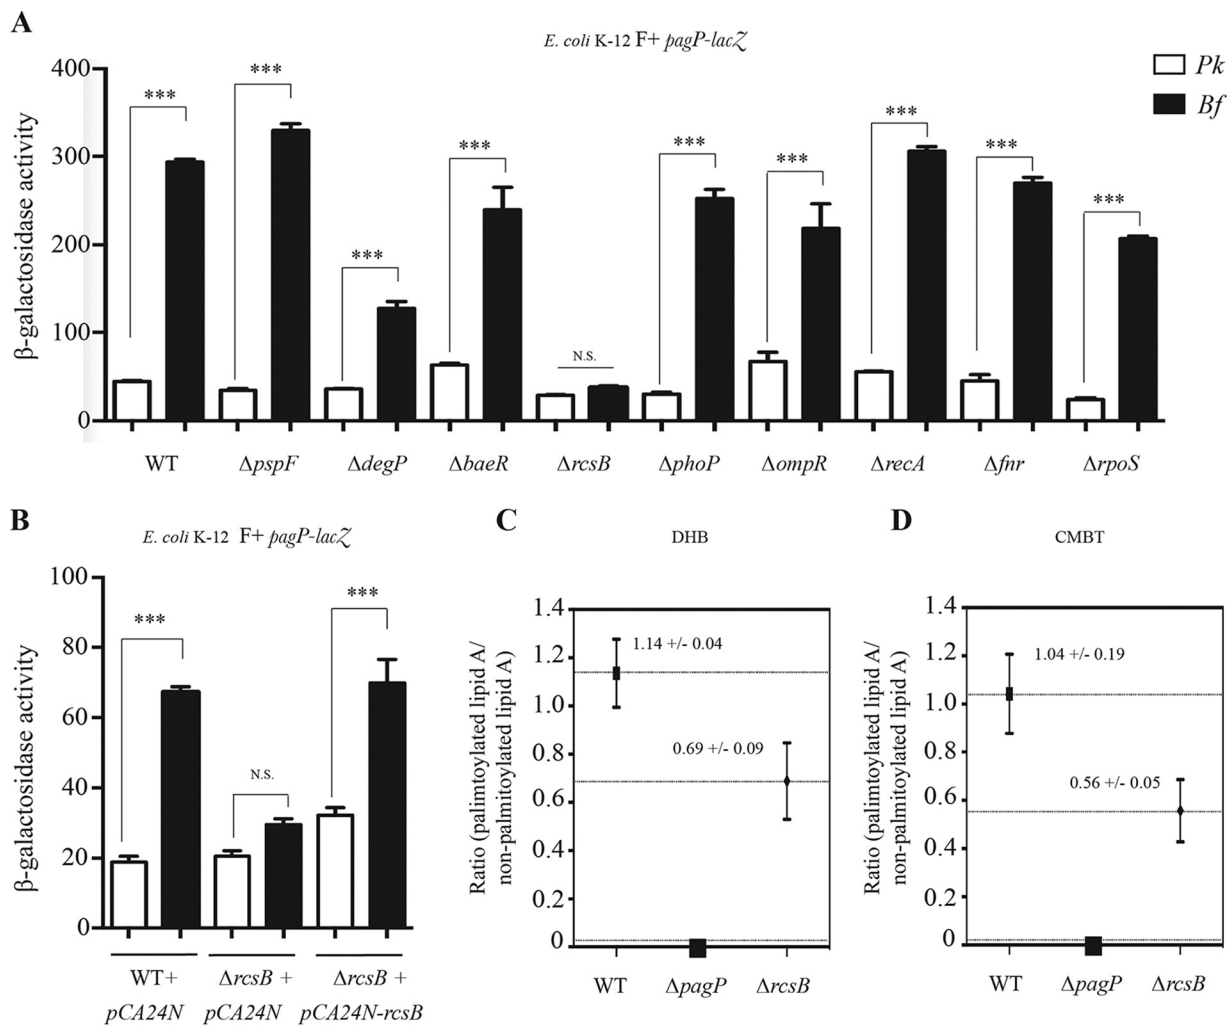 A
E. coli K-12 F+ pagP-lacZ
Pk
Bf
β-galactosidase activity
400
300
200
100
0
***
***
***
***
N.S.
***
***
***
***
***
WT
ΔpspF
ΔdegP
ΔbaeR
ΔrcsB
ΔphoP
ΔompR
ΔrecA
Δfnr
ΔrpoS
B
E. coli K-12 F+ pagP-lacZ
β-galactosidase activity
100
80
60
40
20
0
***
N.S.
***
WT+
pCA24N
ΔrcsB +
pCA24N
ΔrcsB +
pCA24N-rcsB
C
DHB
Ratio (palimtoylated lipid A/
non-palmitoylated lipid A)
1.4
1.2
1.0
0.8
0.6
0.4
0.2
0
1.14 +/- 0.04
0.69 +/- 0.09
WT
ΔpagP
ΔrcsB
D
CMBT
Ratio (palimtoylated lipid A/
non-palmitoylated lipid A)
1.4
1.2
1.0
0.8
0.6
0.4
0.2
0
1.04 +/- 0.19
0.56 +/- 0.05
WT
ΔpagP
ΔrcsB